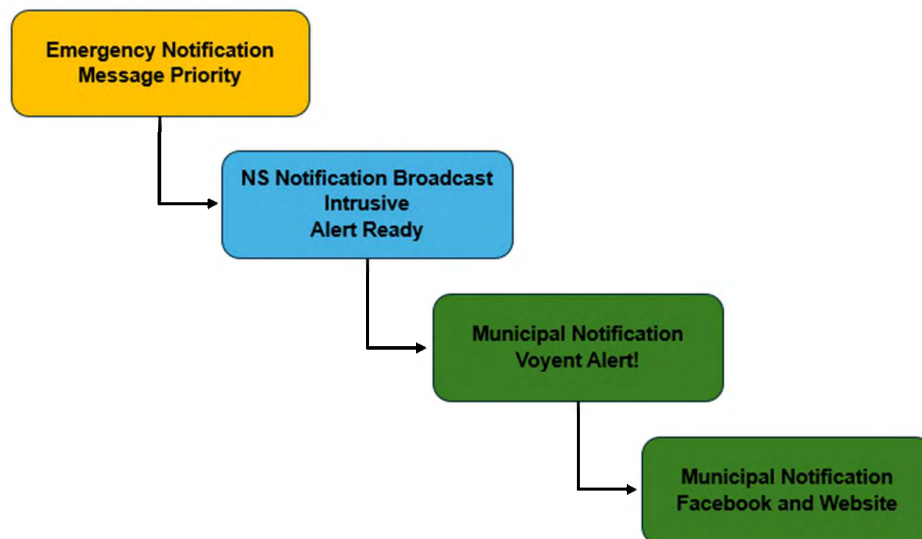 Emergency Notification
Message Priority
NS Notification Broadcast
Intrusive
Alert Ready
Municipal Notification
Voyent Alert!
Municipal Notification
Facebook and Website